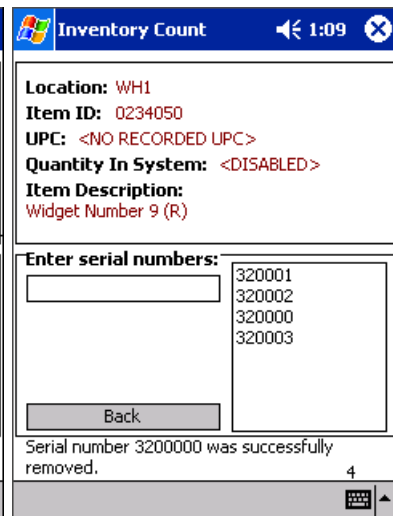 Inventory Count 1:09
Location: WH1
Item ID: 0234050
UPC: <NO RECORDED UPC>
Quantity In System: <DISABLED>
Item Description:
Widget Number 9 (R)
Enter serial numbers:
320001
320002
320000
320003
Back
Serial number 3200000 was successfully
removed.
4